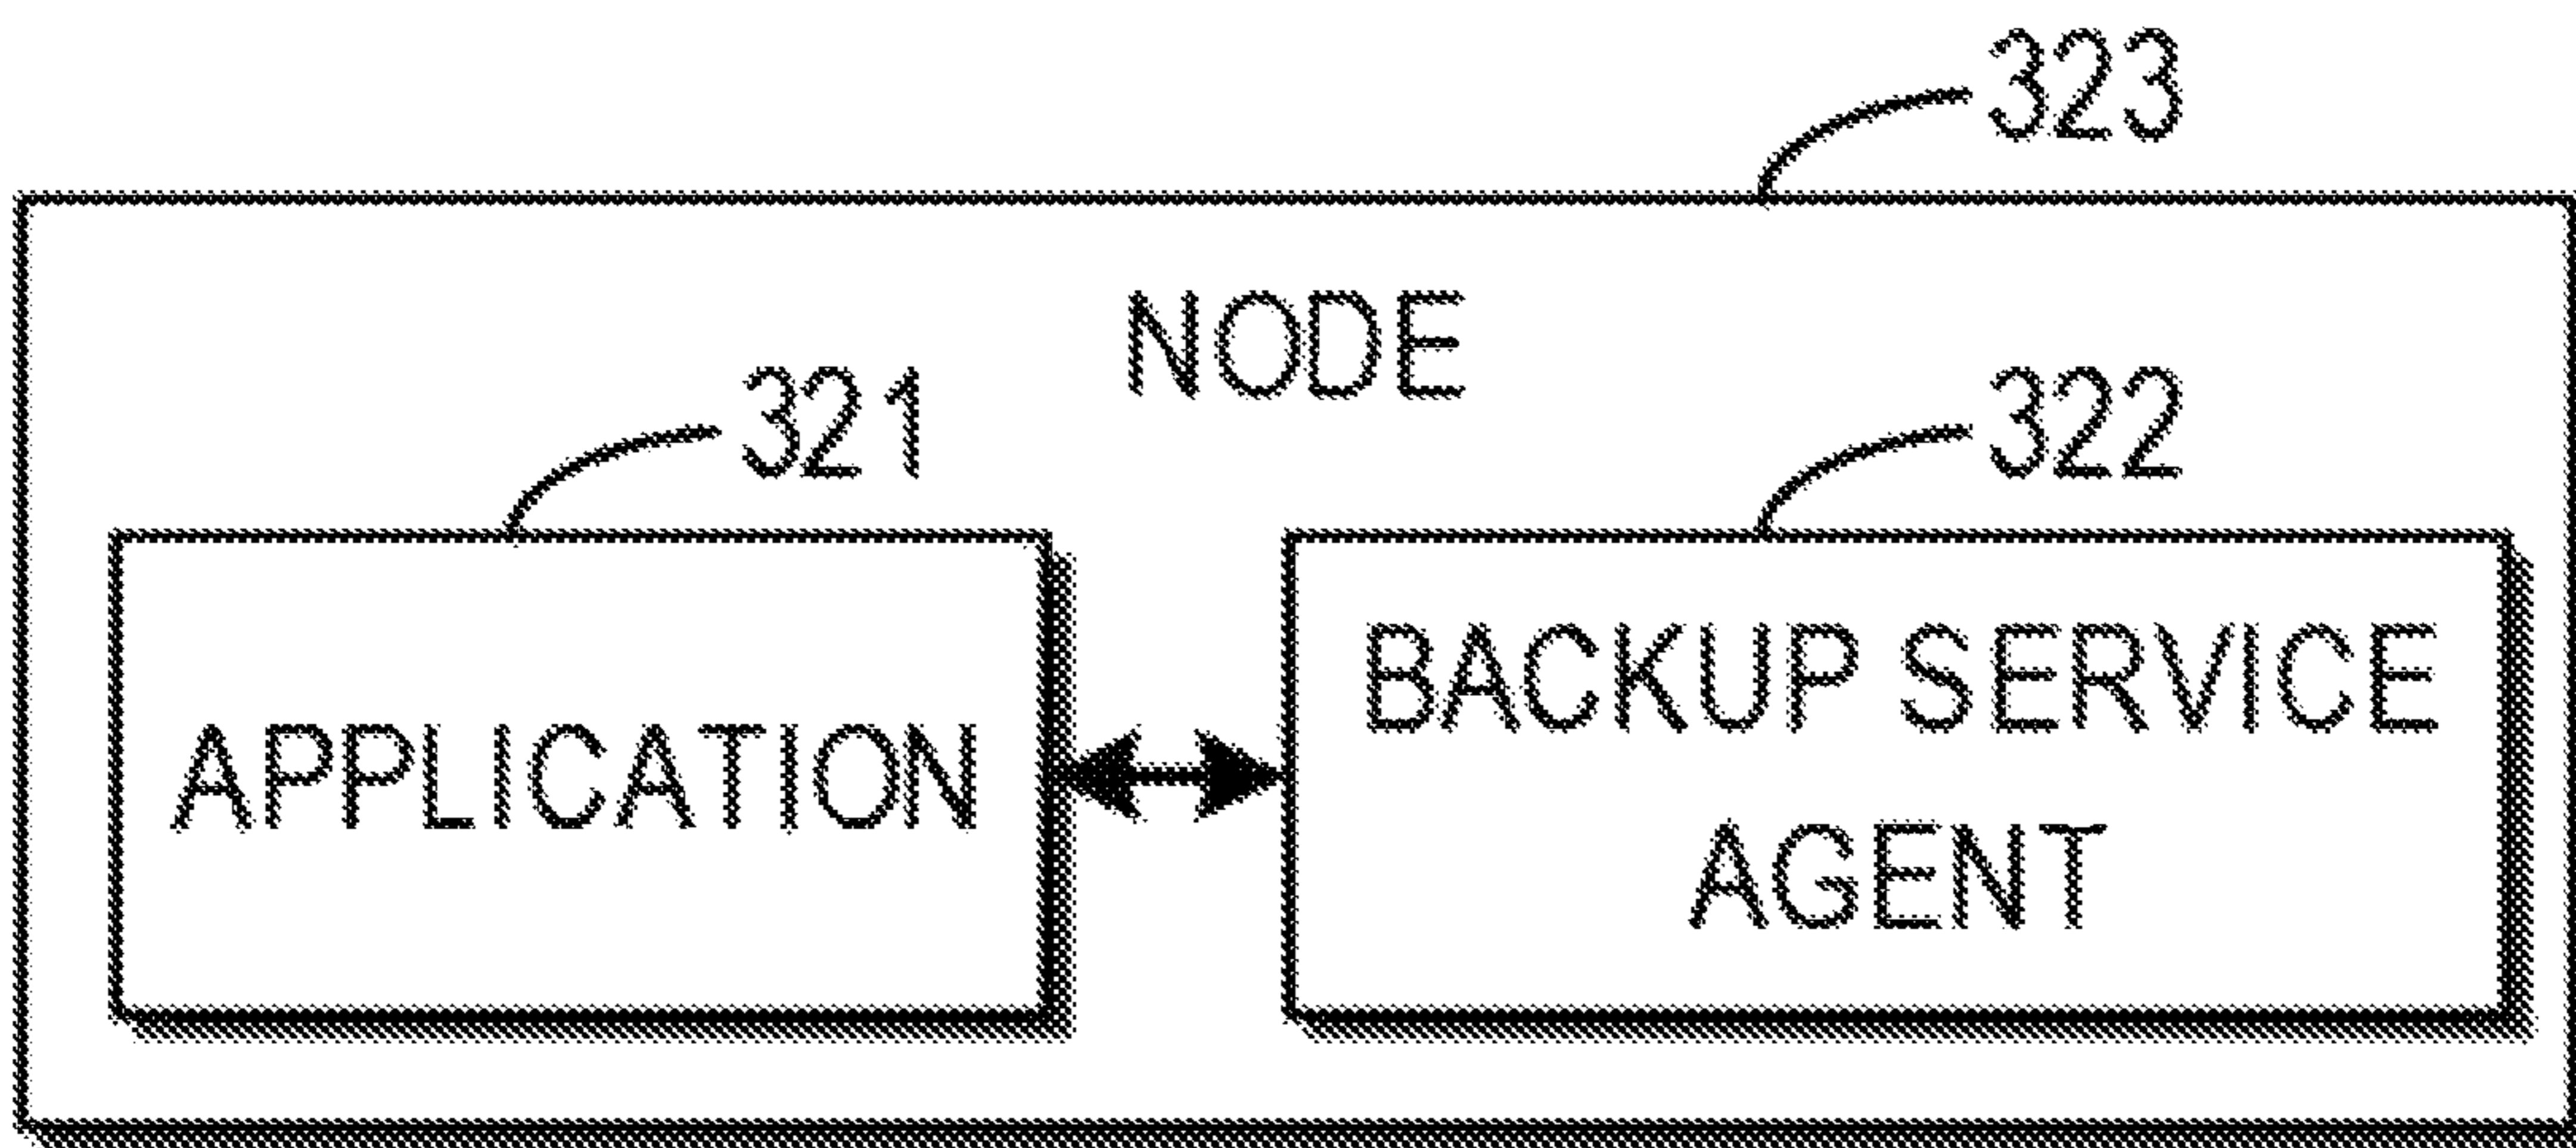 323
NODE
321
322
APPLICATION
BACKUP SERVICE
AGENT